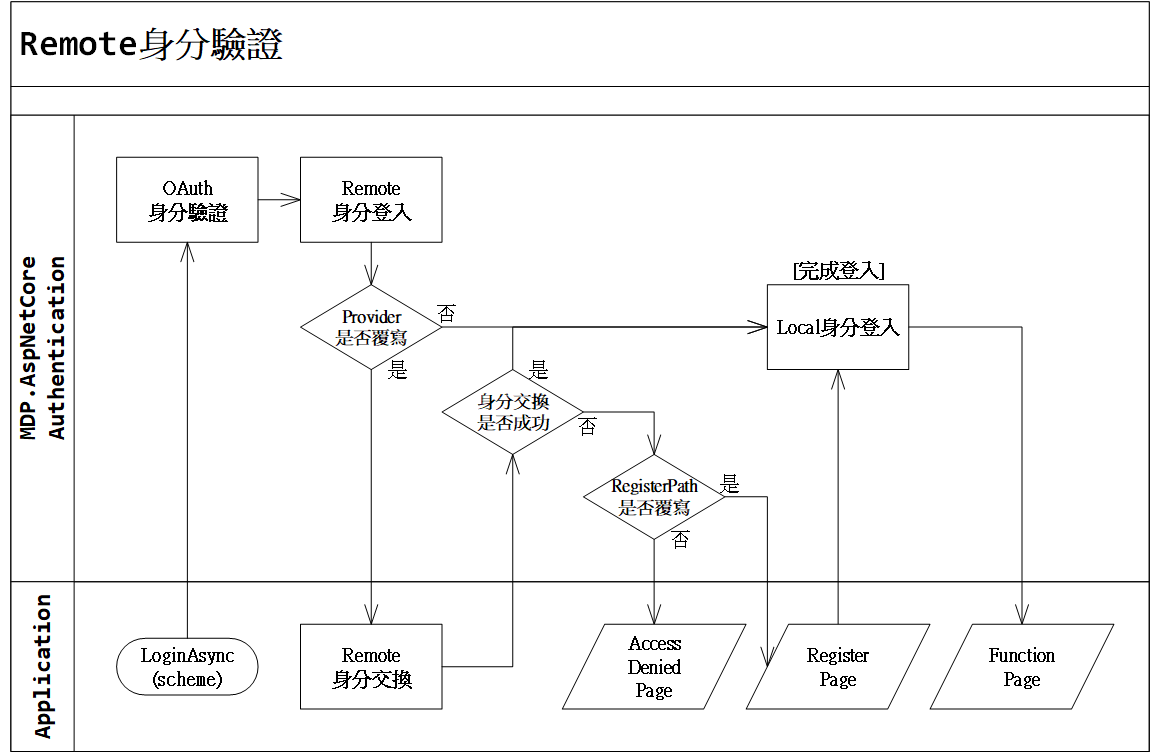 Remote身分驗證
MDP.AspNetCore
Authentication
OAuth
身分驗證
Remote
身分登入
Provider
是否覆寫
否
是
[完成登入]
Local身分登入
身分交換
是否成功
是
否
RegisterPath
是否覆寫
是
否
Application
LoginAsync
(scheme)
Remote
身分交換
Access
Denied
Page
Register
Page
Function
Page